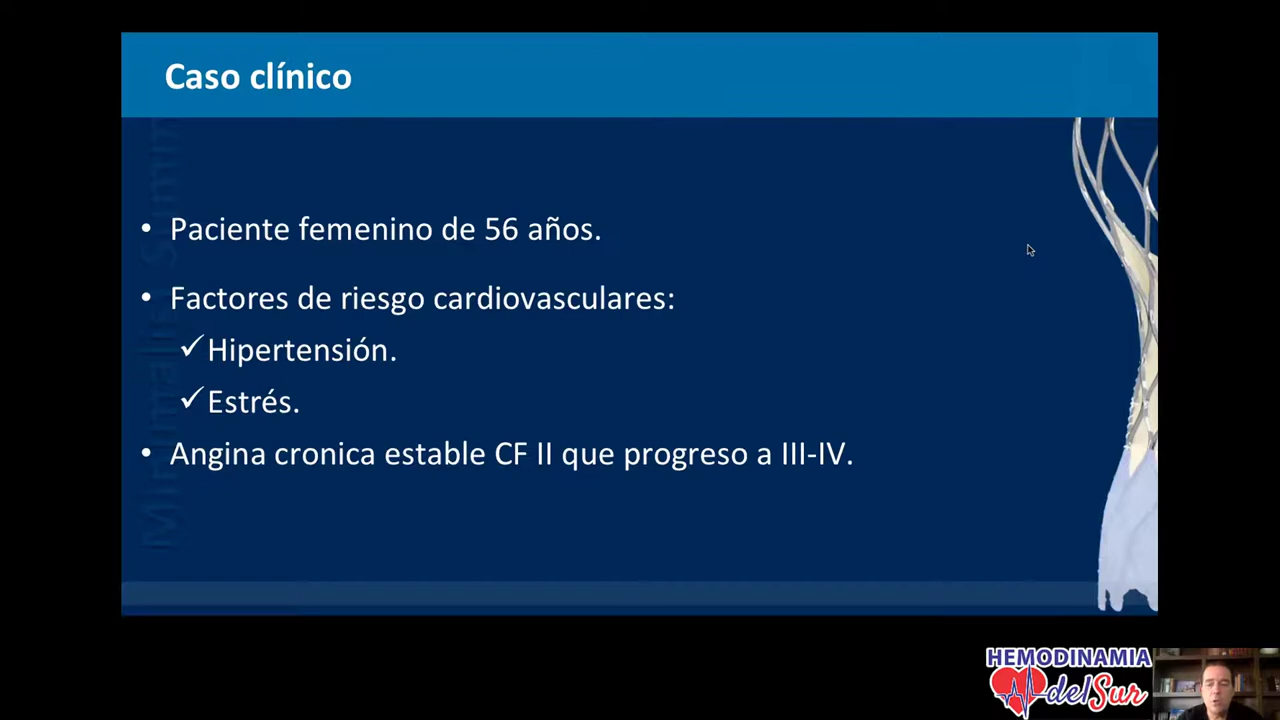 Caso clínico
• Paciente femenino de 56 años.
• Factores de riesgo cardiovasculares:
✓Hipertensión.
✓Estrés.
• Angina cronica estable CF II que progreso a III-IV.
HEMODINAMIA
del Sur